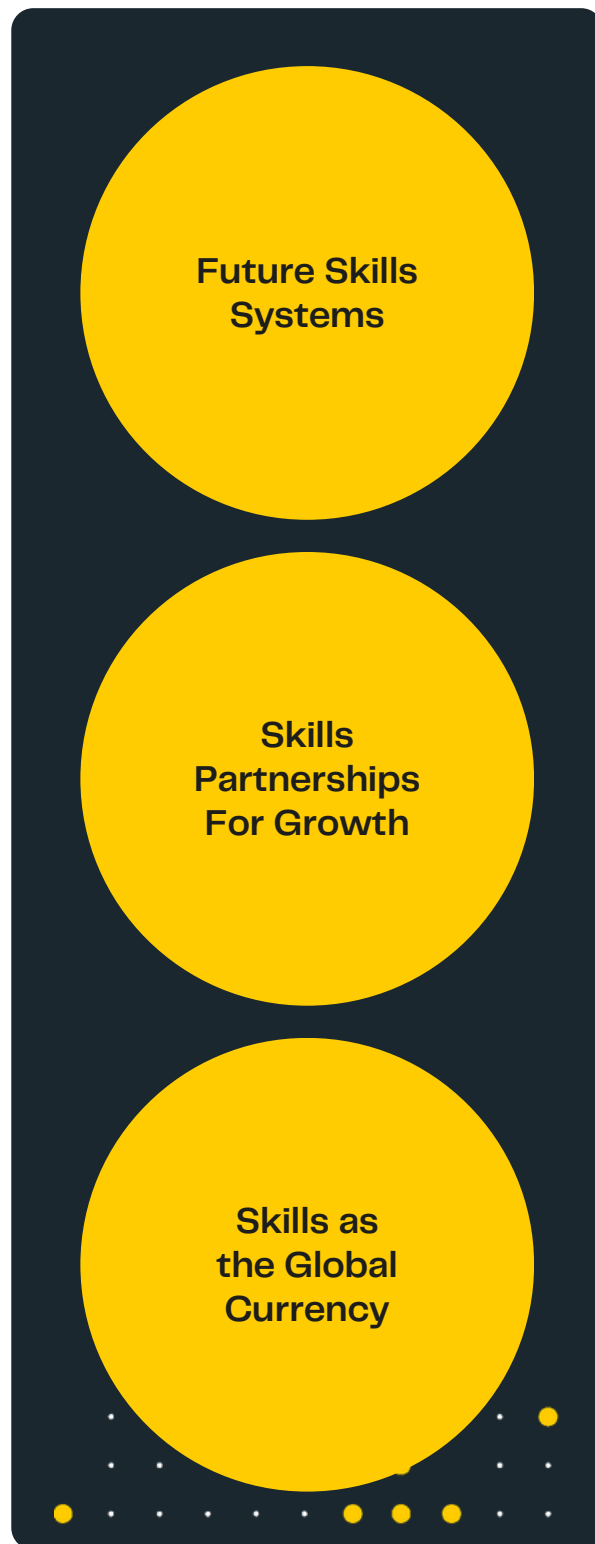 Future Skills
Systems
Skills
Partnerships
For Growth
Skills as
the Global
Currency